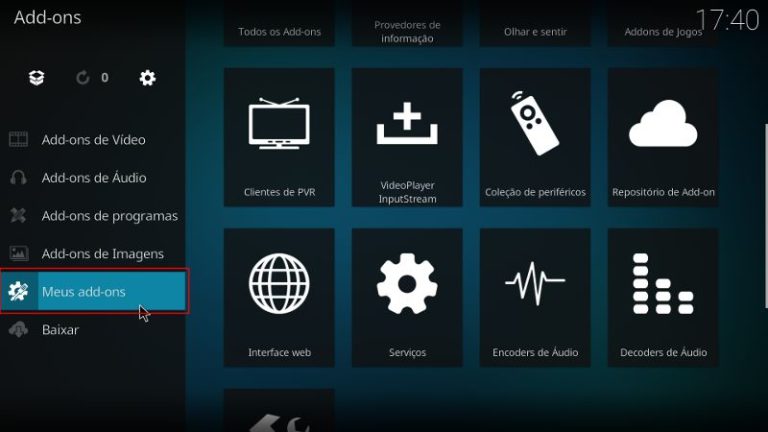 Add-ons
17:40
0
Add-ons de Vídeo
Add-ons de Áudio
Add-ons de programas
Add-ons de Imagens
Meus add-ons
Baixar
Todos os Add-ons
Provedores de
informação
Olhar e sentir
Addons de Jogos
Clientes de PVR
VideoPlayer
InputStream
Coleção de periféricos
Repositório de Add-on
Interface web
Serviços
Encoders de Áudio
Decoders de Áudio